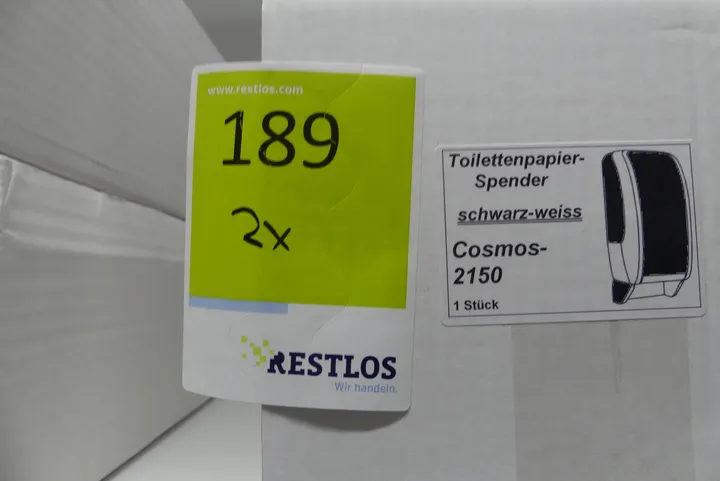 www.restlos.com
189
2x
RESTLOS
Wir handeln.
Toilettenpapier-
Spender
schwarz-weiss
Cosmos-
2150
1 Stück